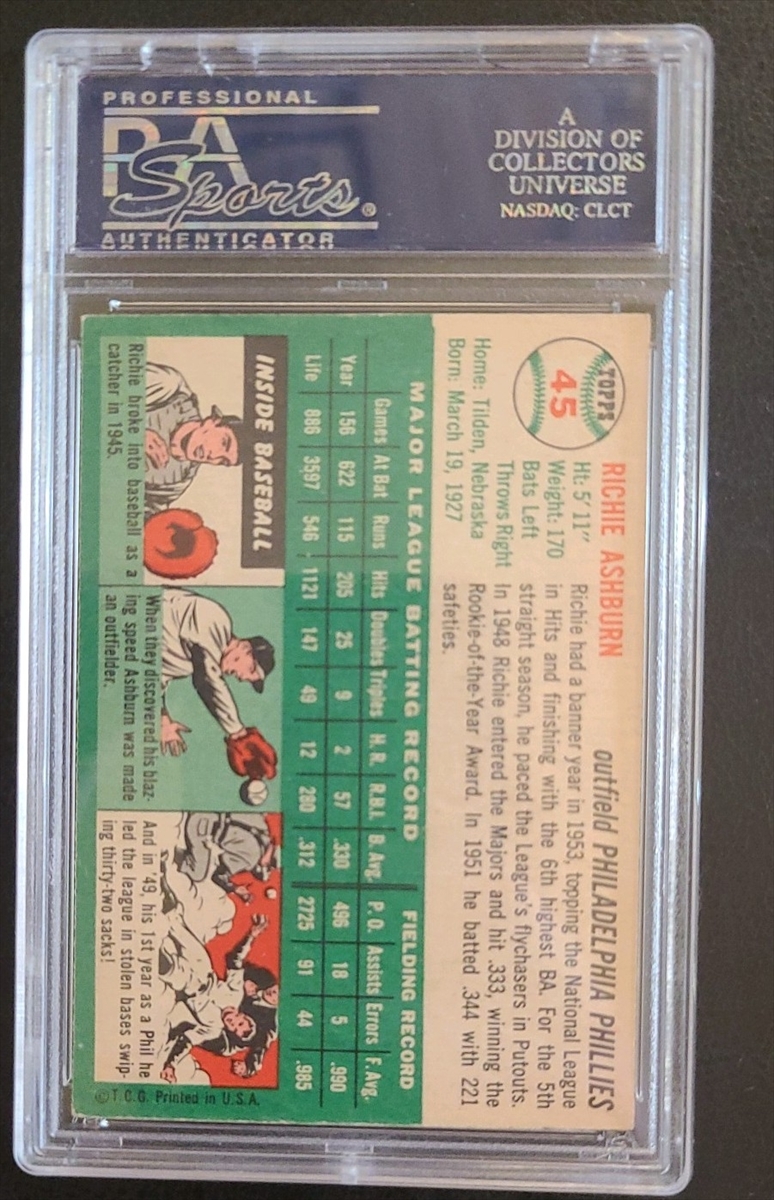 PROFESSIONAL
PSA
Sports®
AUTHENTICATOR
A
DIVISION OF
COLLECTORS
UNIVERSE
NASDAQ: CLCT
TOPPS
45
RICHIE ASHBURN
outfield PHILADELPHIA PHILLIES
Ht: 5'11"
Weight: 170
Bats Left
Throws Right
Home: Tilden, Nebraska
Born: March 19, 1927
Richie had a banner year in 1953, topping the National League
in Hits and finishing with the 6th highest BA. For the 5th
straight season, he paced the League's flychasers in Putouts.
In 1948 Richie entered the Majors and hit .333, winning the
Rookie-of-the-Year Award. In 1951 he batted .344 with 221
safeties.
MAJOR LEAGUE BATTING RECORD FIELDING RECORD
Games At Bat Runs Hits Doubles Triples H.R. R.B.I. B.Avg. P.O. Assists Errors F.Avg.
Year 156 622 115 205 25 9 2 57 .330 496 18 5 .990
Life 886 3597 546 1121 147 49 12 280 .312 2725 91 44 .985
INSIDE BASEBALL
Richie broke into baseball as a
catcher in 1945.
When they discovered his blaz-
ing speed Ashburn was made
an outfielder.
And in '49, his 1st year as a Phil he
led the league in stolen bases swip-
ing thirty-two sacks!
© T.C.G. Printed in U.S.A.